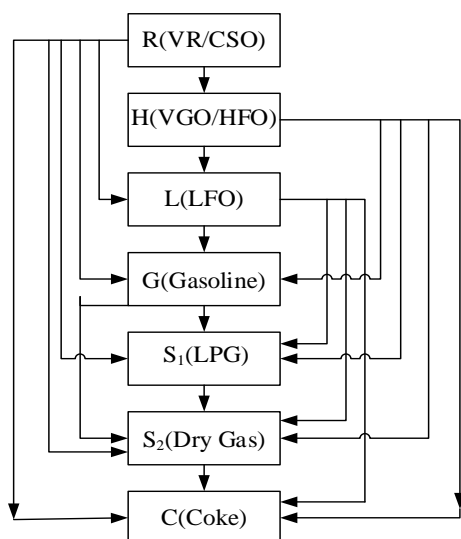 R(VR/CSO)
H(VGO/HFO)
L(LFO)
G(Gasoline)
S₁(LPG)
S₂(Dry Gas)
C(Coke)